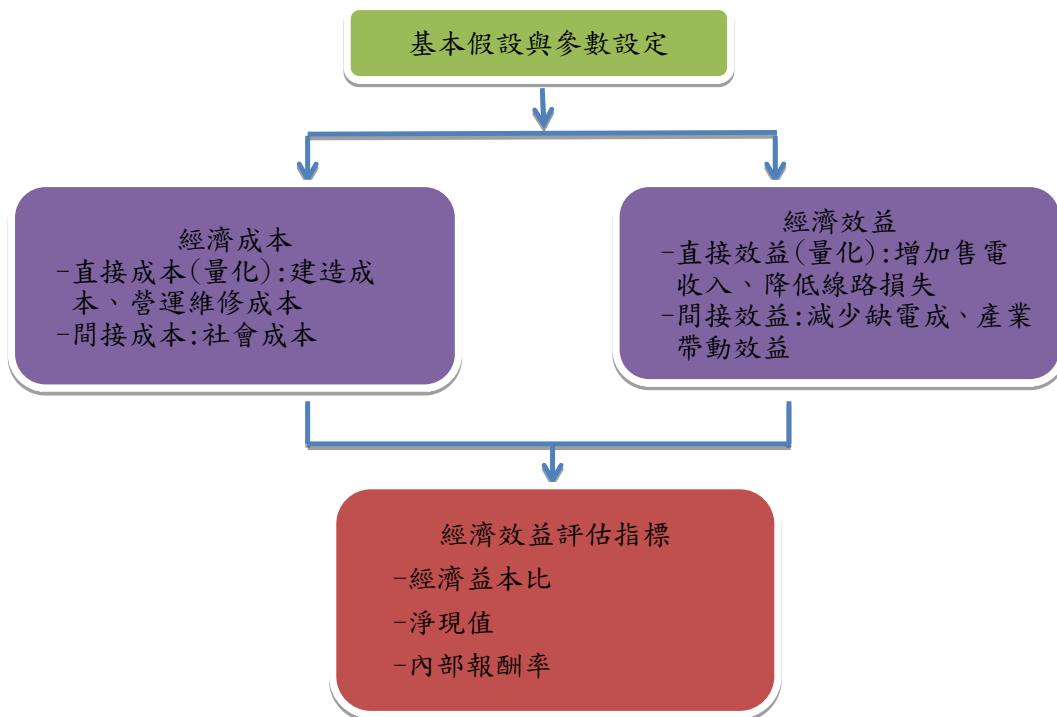 基本假設與參數設定
經濟成本
-直接成本(量化):建造成
本、營運維修成本
-間接成本:社會成本
經濟效益
-直接效益(量化):增加售電
收入、降低線路損失
-間接效益:減少缺電成、產業
帶動效益
經濟效益評估指標
-經濟益本比
-淨現值
-內部報酬率